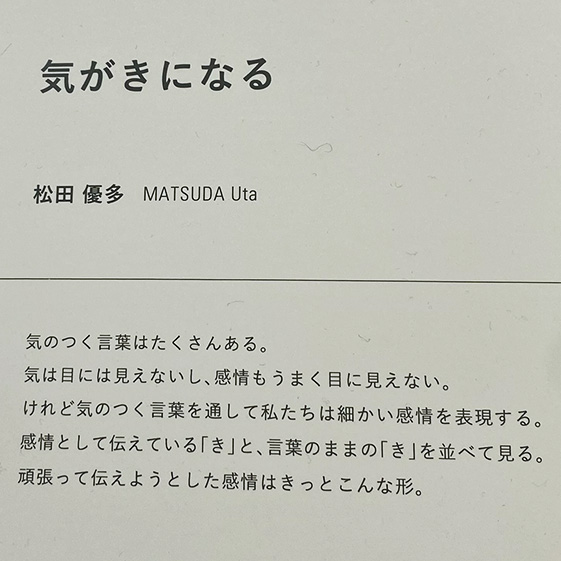 気がきになる
松田 優多 MATSUDA Uta
気のつく言葉はたくさんある。
気は目には見えないし、感情もうまく目に見えない。
けれど気のつく言葉を通して私たちは細かい感情を表現する。
感情として伝えている「き」と、言葉のままの「き」を並べて見る。
頑張って伝えようとした感情はきっとこんな形。